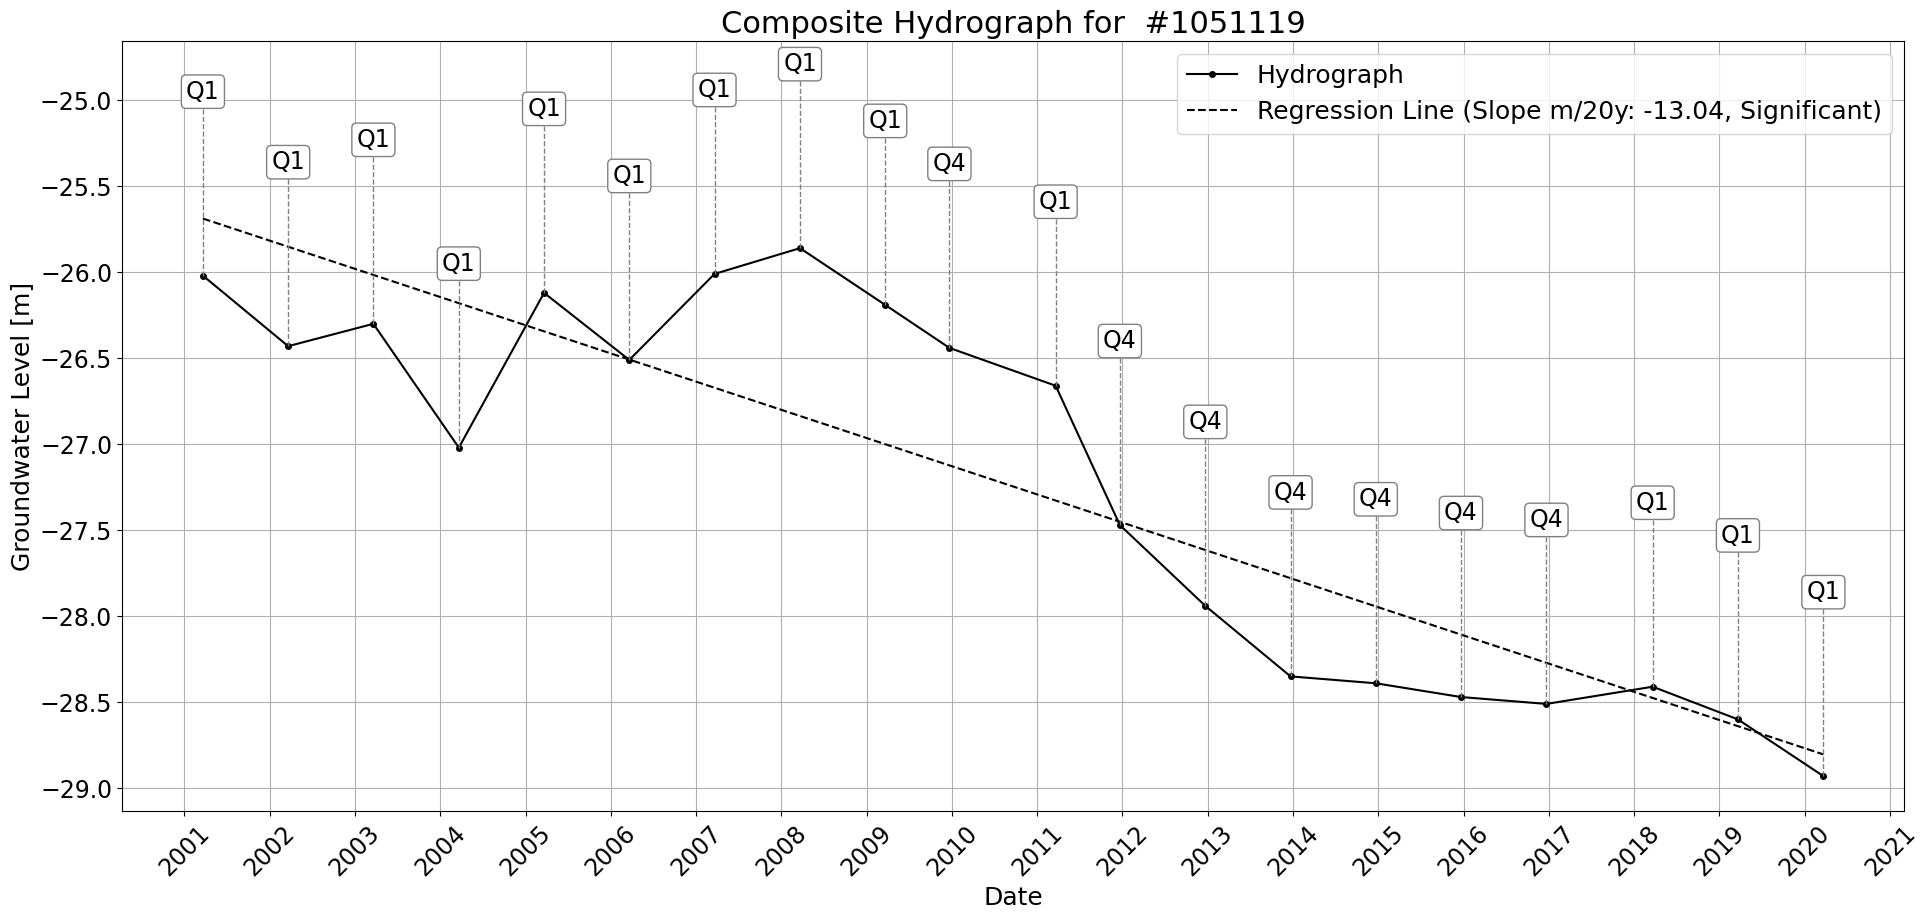 Composite Hydrograph for  #1051119
Hydrograph
Regression Line (Slope m/20y: -13.04, Significant)
Q1
Q1
Q1
Q1
Q1
Q1
Q1
Q1
Q1
Q4
Q1
Q4
Q4
Q4
Q4
Q4
Q4
Q1
Q1
Q1
Groundwater Level [m]
−25.0
−25.5
−26.0
−26.5
−27.0
−27.5
−28.0
−28.5
−29.0
2001
2002
2003
2004
2005
2006
2007
2008
2009
2010
2011
2012
2013
2014
2015
2016
2017
2018
2019
2020
2021
Date